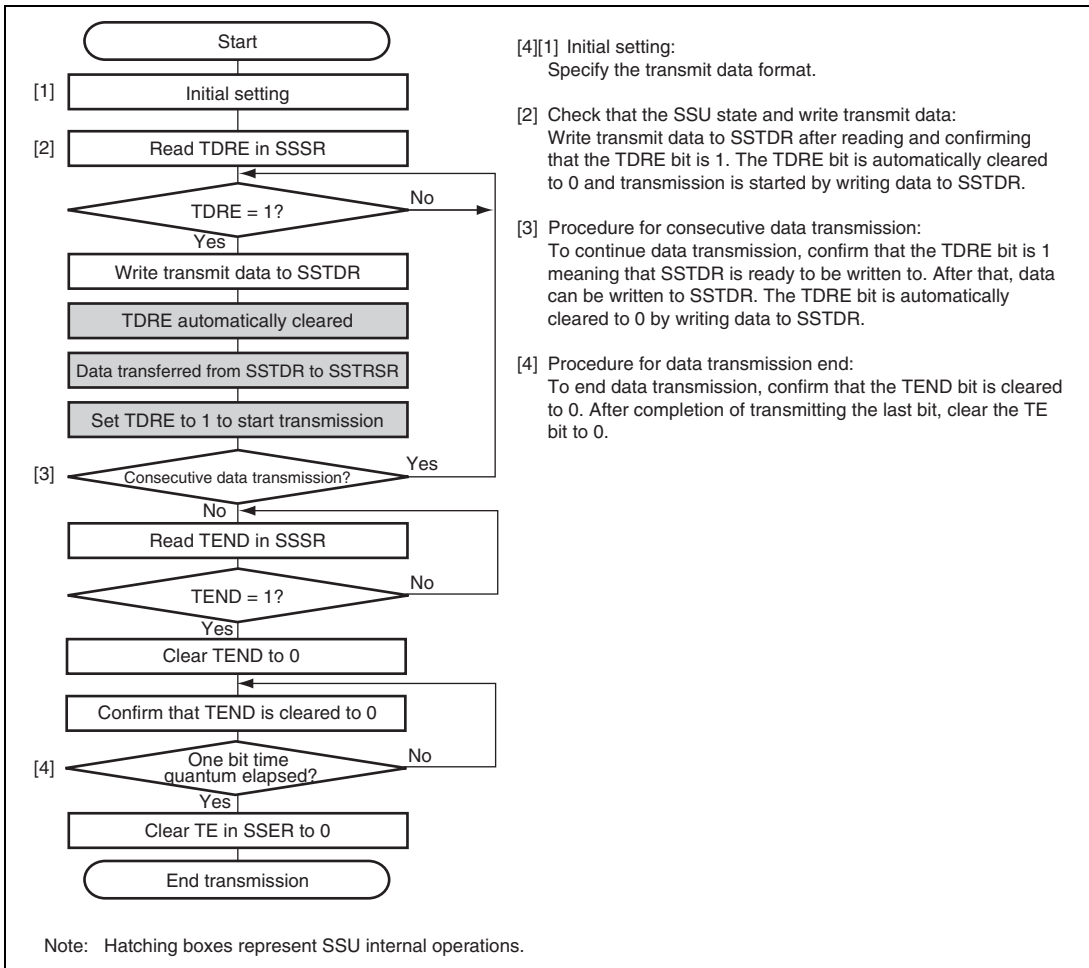 Start
[1] Initial setting
[2] Read TDRE in SSSR
TDRE = 1?
No
Yes
Write transmit data to SSTDR
TDRE automatically cleared
Data transferred from SSTDR to SSTRSR
Set TDRE to 1 to start transmission
[3] Consecutive data transmission?
Yes
No
Read TEND in SSSR
TEND = 1?
No
Yes
Clear TEND to 0
Confirm that TEND is cleared to 0
[4] One bit time
quantum elapsed?
No
Yes
Clear TE in SSER to 0
End transmission
[4][1] Initial setting:
Specify the transmit data format.
[2] Check that the SSU state and write transmit data:
Write transmit data to SSTDR after reading and confirming
that the TDRE bit is 1. The TDRE bit is automatically cleared
to 0 and transmission is started by writing data to SSTDR.
[3] Procedure for consecutive data transmission:
To continue data transmission, confirm that the TDRE bit is 1
meaning that SSTDR is ready to be written to. After that, data
can be written to SSTDR. The TDRE bit is automatically
cleared to 0 by writing data to SSTDR.
[4] Procedure for data transmission end:
To end data transmission, confirm that the TEND bit is cleared
to 0. After completion of transmitting the last bit, clear the TE
bit to 0.
Note: Hatching boxes represent SSU internal operations.